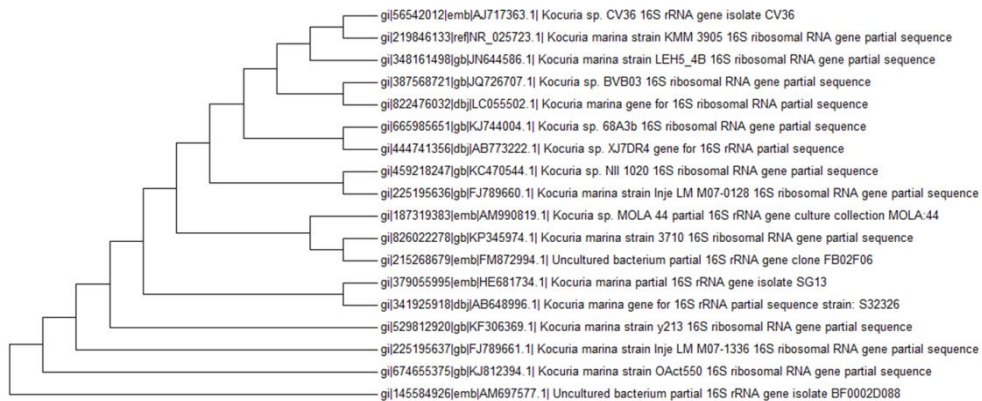 gi|56542012|emb|AJ717363.1| Kocuria sp. CV36 16S rRNA gene isolate CV36
gi|219846133|ref|NR_025723.1| Kocuria marina strain KMM 3905 16S ribosomal RNA gene partial sequence
gi|348161498|gb|JN644586.1| Kocuria marina strain LEH5_4B 16S ribosomal RNA gene partial sequence
gi|387568721|gb|JQ726707.1| Kocuria sp. BVB03 16S ribosomal RNA gene partial sequence
gi|822476032|dbj|LC055502.1| Kocuria marina gene for 16S ribosomal RNA partial sequence
gi|665985651|gb|KJ744004.1| Kocuria sp. 68A3b 16S ribosomal RNA gene partial sequence
gi|444741356|dbj|AB773222.1| Kocuria sp. XJ7DR4 gene for 16S rRNA partial sequence
gi|459218247|gb|KC470544.1| Kocuria sp. NII 1020 16S ribosomal RNA gene partial sequence
gi|225195636|gb|FJ789660.1| Kocuria marina strain Inje LM M07-0128 16S ribosomal RNA gene partial sequence
gi|187319383|emb|AM990819.1| Kocuria sp. MOLA 44 partial 16S rRNA gene culture collection MOLA:44
gi|826022278|gb|KP345974.1| Kocuria marina strain 3710 16S ribosomal RNA gene partial sequence
gi|215268679|emb|FM872994.1| Uncultured bacterium partial 16S rRNA gene clone FB02F06
gi|379055995|emb|HE681734.1| Kocuria marina partial 16S rRNA gene isolate SG13
gi|341925918|dbj|AB648996.1| Kocuria marina gene for 16S rRNA partial sequence strain: S32326
gi|529812920|gb|KF306369.1| Kocuria marina strain y213 16S ribosomal RNA gene partial sequence
gi|225195637|gb|FJ789661.1| Kocuria marina strain Inje LM M07-1336 16S ribosomal RNA gene partial sequence
gi|674655375|gb|KJ812394.1| Kocuria marina strain OAct550 16S ribosomal RNA gene partial sequence
gi|145584926|emb|AM697577.1| Uncultured bacterium partial 16S rRNA gene isolate BF0002D088